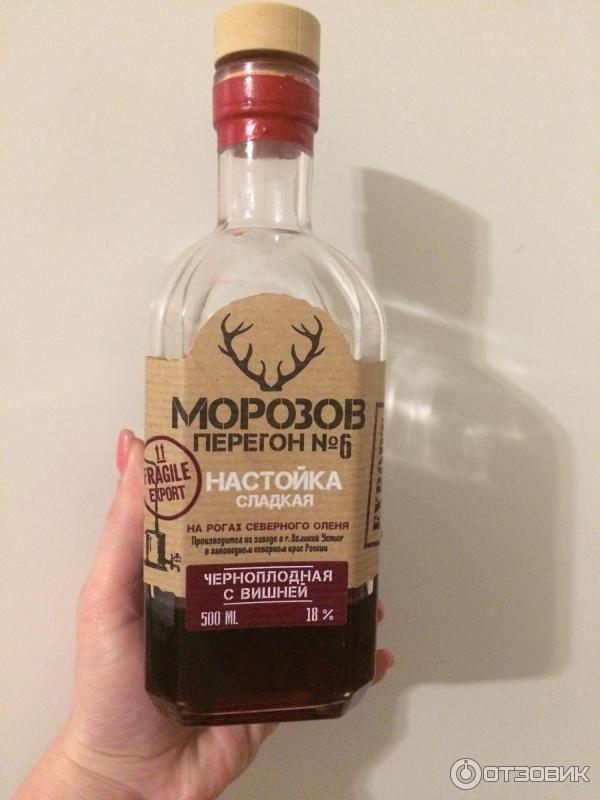 МОРОЗОВ
ПЕРЕГОН №6
FRAGILE
EXPORT
НАСТОЙКА
СЛАДКАЯ
НА РОГАХ СЕВЕРНОГО ОЛЕНЯ
Производится на заводе в г. Великий Устюг
в заповедном северном крае России
ЧЕРНОПЛОДНАЯ
С ВИШНЕЙ
500 ML 18 %
EXPORT
ОТЗОВИК